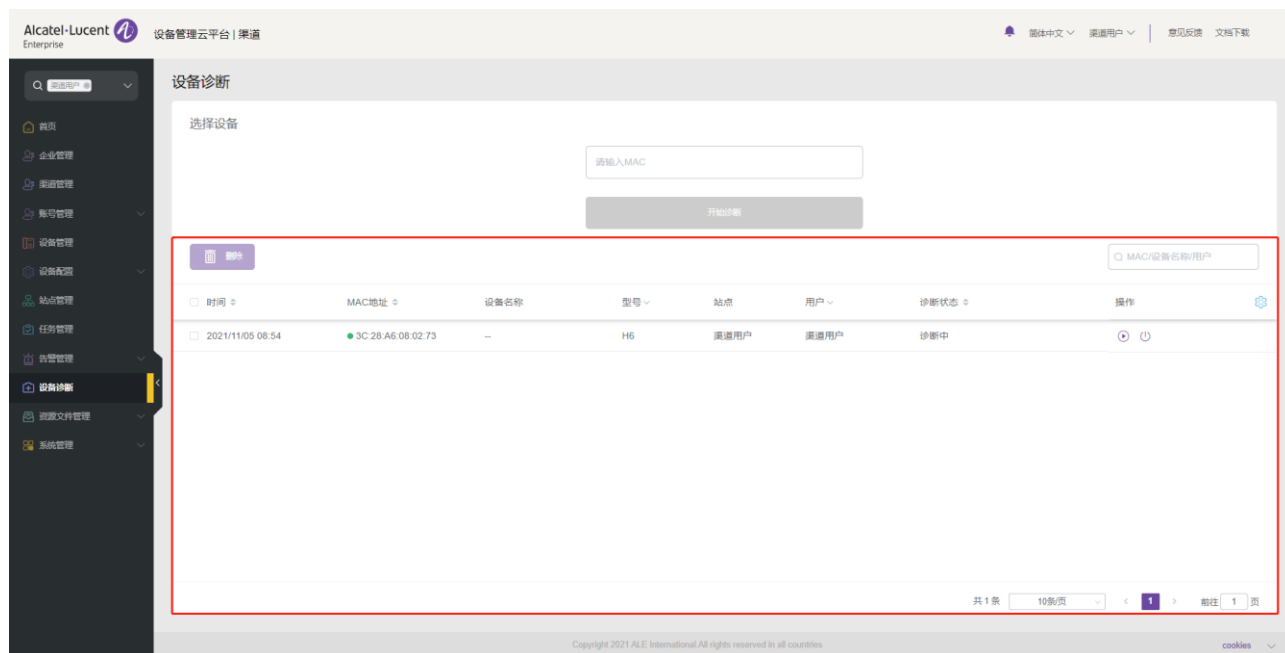 Alcatel·Lucent
Enterprise
设备管理云平台 | 渠道
简体中文 渠道用户 意见反馈 文档下载
渠道用户
首页
企业管理
渠道管理
账号管理
设备管理
设备配置
站点管理
任务管理
告警管理
设备诊断
资源文件管理
系统管理
设备诊断
选择设备
请输入MAC
开始诊断
删除
MAC/设备名称/用户
时间 MAC地址 设备名称 型号 站点 用户 诊断状态 操作
2021/11/05 08:54 3C:28:A6:08:02:73 -- H6 渠道用户 渠道用户 诊断中
共 1 条 10条/页 < 1 > 前往 1 页
Copyright 2021 ALE International All rights reserved in all countries
cookies